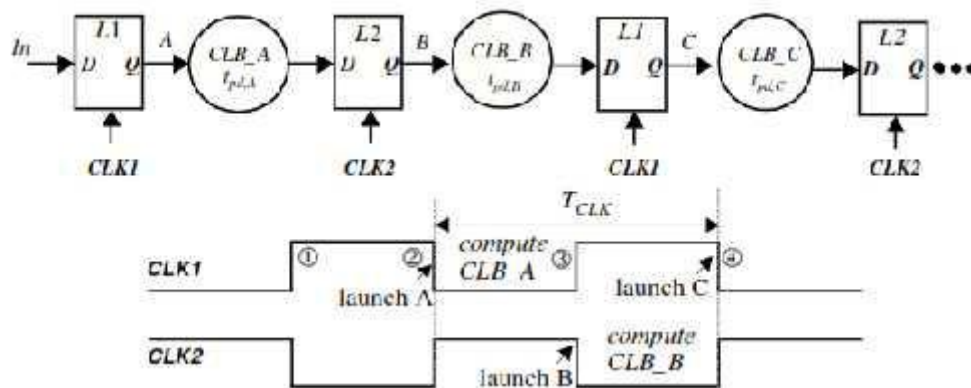 L1
A
CLB_A
L2
B
CLB_B
L1
C
CLB_C
L2
In
D
Q
t_pd,A
D
Q
t_pd,B
D
Q
t_pd,C
D
Q
CLK1
CLK2
CLK1
CLK2
T_CLK
① ② compute ③ ④
CLK1
CLB_A
launch A
launch C
CLK2
compute
CLB_B
launch B